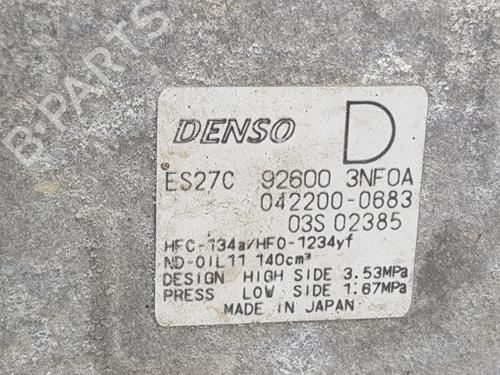 B-PARTS
DENSO D
ES27C 92600 3NF0A
042200-0683
03S 02385
HFC-134a/HFO-1234yf
ND-OIL11 140cm³
DESIGN HIGH SIDE 3.53MPa
PRESS LOW SIDE 1.67MPa
MADE IN JAPAN